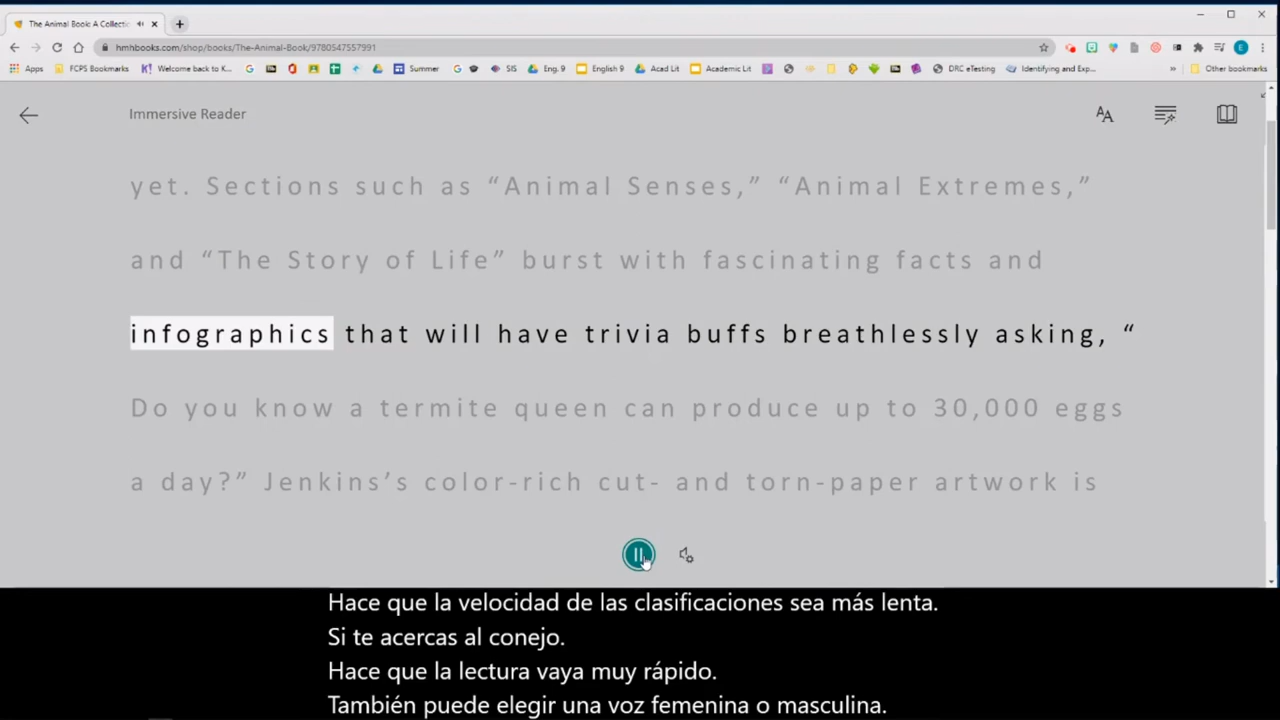 The Animal Book: A Collecti
hmhbooks.com/shop/books/The-Animal-Book/9780547557991
Apps FCPS Bookmarks Welcome back to K... Summer SIS Eng. 9 English 9 Acad Lit Academic Lit DRC eTesting Identifying and Exp... » Other bookmarks
Immersive Reader
yet. Sections such as “Animal Senses,” “Animal Extremes,”
and “The Story of Life” burst with fascinating facts and
infographics that will have trivia buffs breathlessly asking, “
Do you know a termite queen can produce up to 30,000 eggs
a day?” Jenkins’s color-rich cut- and torn-paper artwork is
Hace que la velocidad de las clasificaciones sea más lenta.
Si te acercas al conejo.
Hace que la lectura vaya muy rápido.
También puede elegir una voz femenina o masculina.